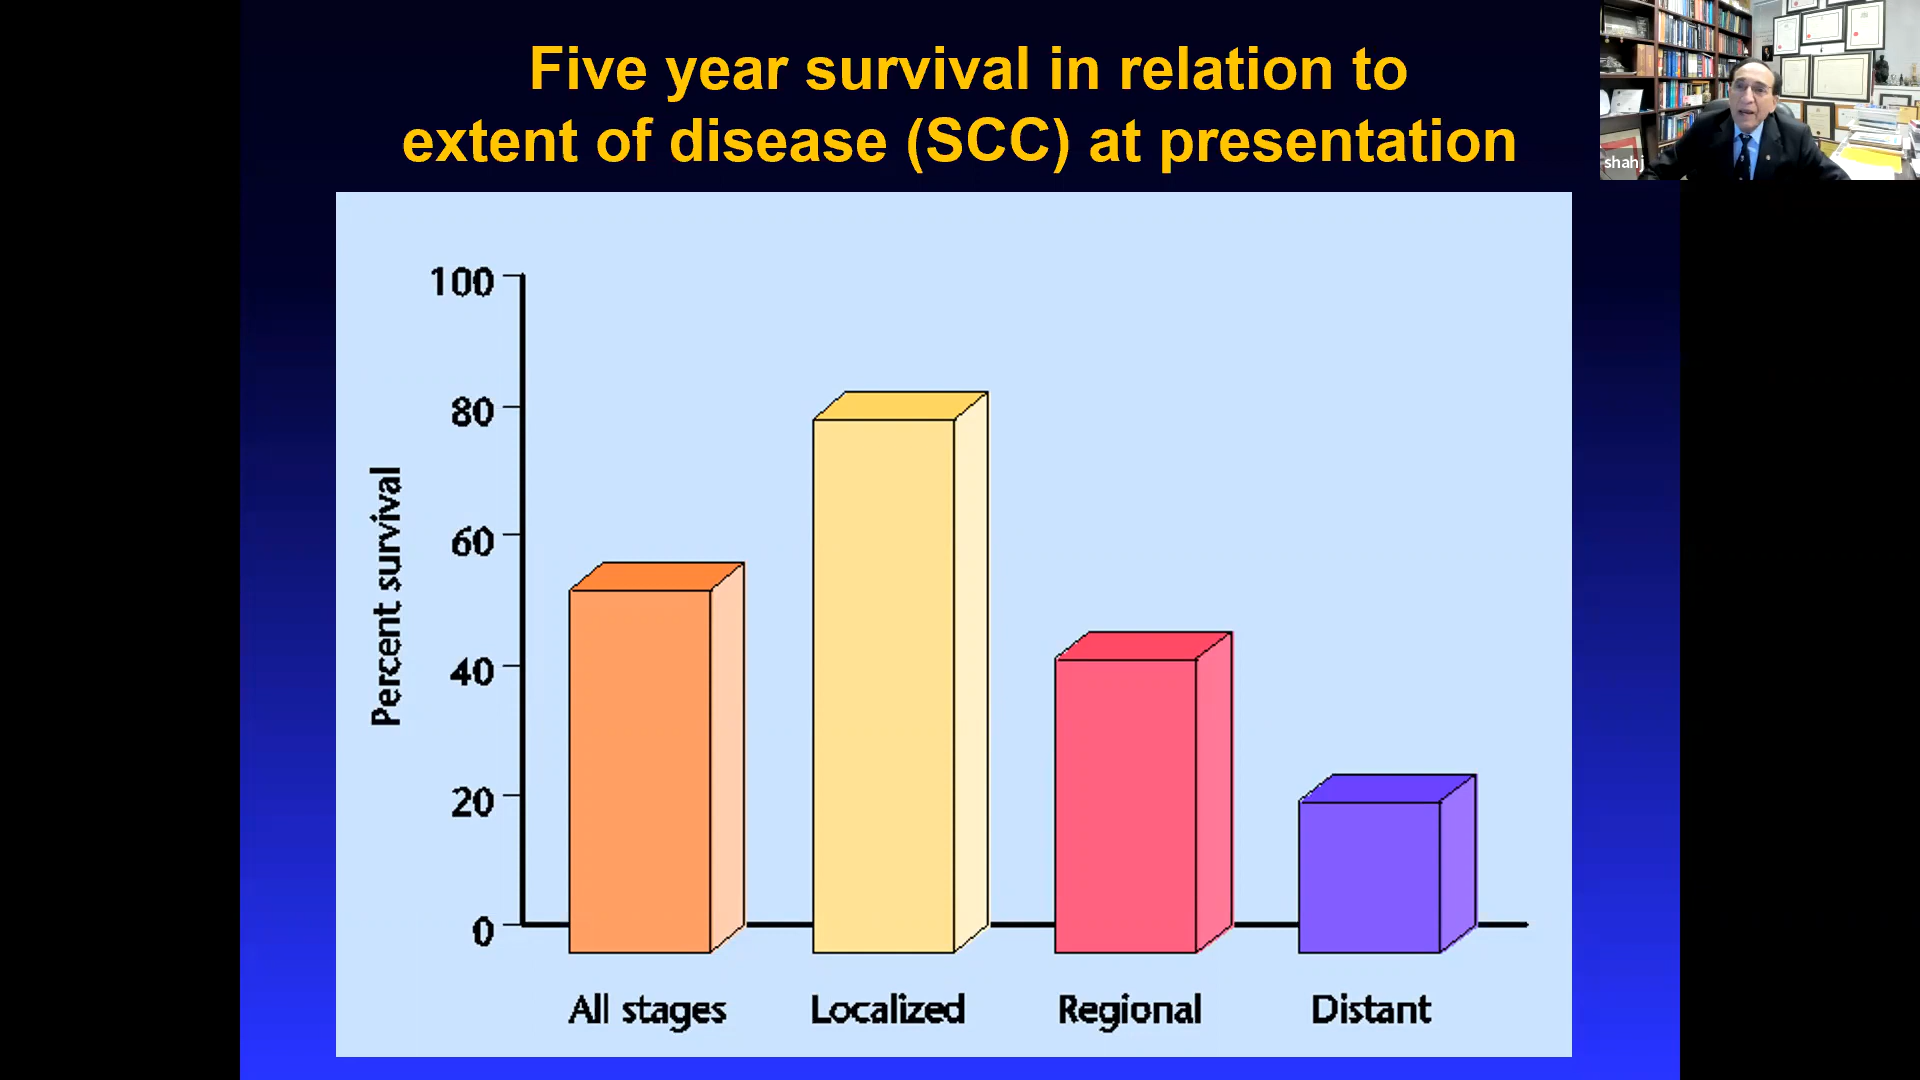 Five year survival in relation to
extent of disease (SCC) at presentation
shahj
Percent survival
100
80
60
40
20
0
All stages
Localized
Regional
Distant